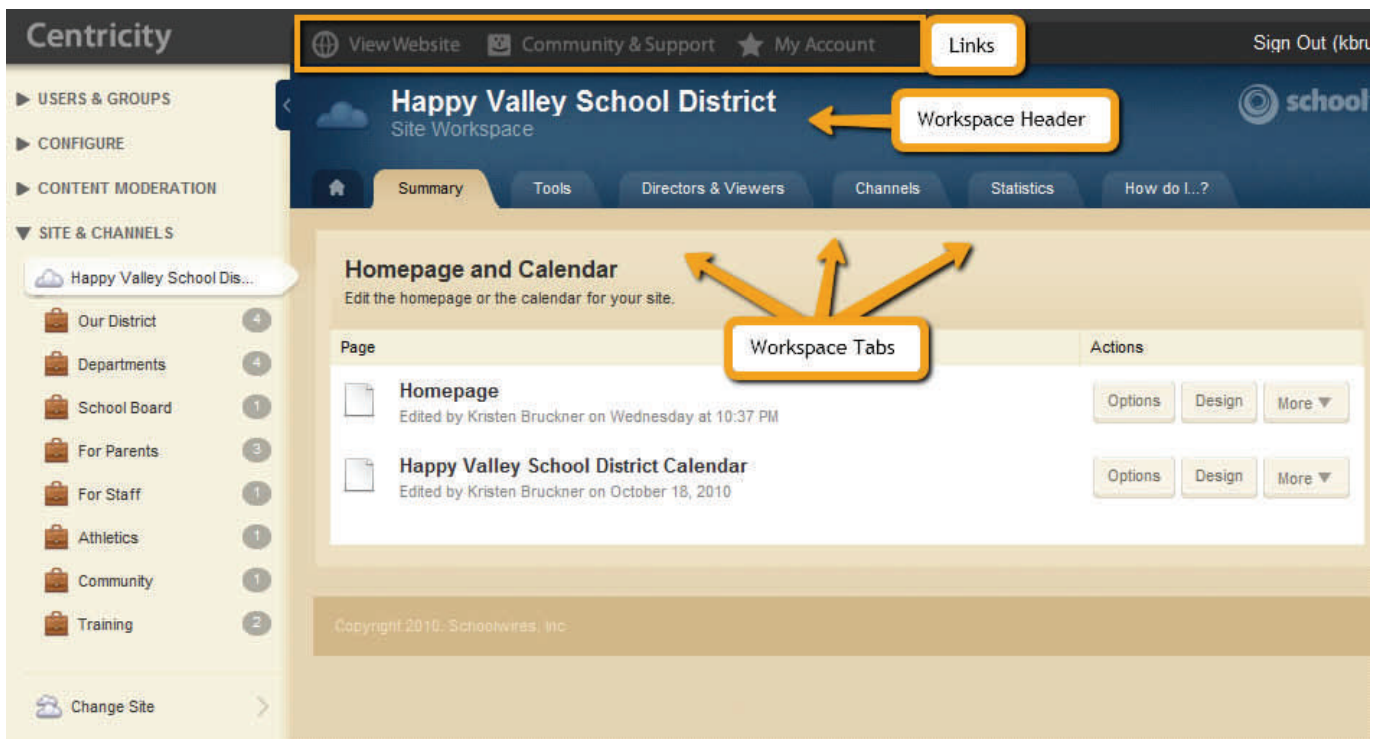 Centricity
View Website
Community & Support
My Account
Links
Sign Out (kbru
USERS & GROUPS
CONFIGURE
CONTENT MODERATION
SITE & CHANNELS
Happy Valley School Dis...
Our District 4
Departments 4
School Board 1
For Parents 3
For Staff 1
Athletics 1
Community 1
Training 2
Change Site
Happy Valley School District
Site Workspace
Workspace Header
school
Summary
Tools
Directors & Viewers
Channels
Statistics
How do I...?
Homepage and Calendar
Edit the homepage or the calendar for your site.
Workspace Tabs
Page
Actions
Homepage
Edited by Kristen Bruckner on Wednesday at 10:37 PM
Options
Design
More
Happy Valley School District Calendar
Edited by Kristen Bruckner on October 18, 2010
Options
Design
More
Copyright 2010. Schoolwires, Inc